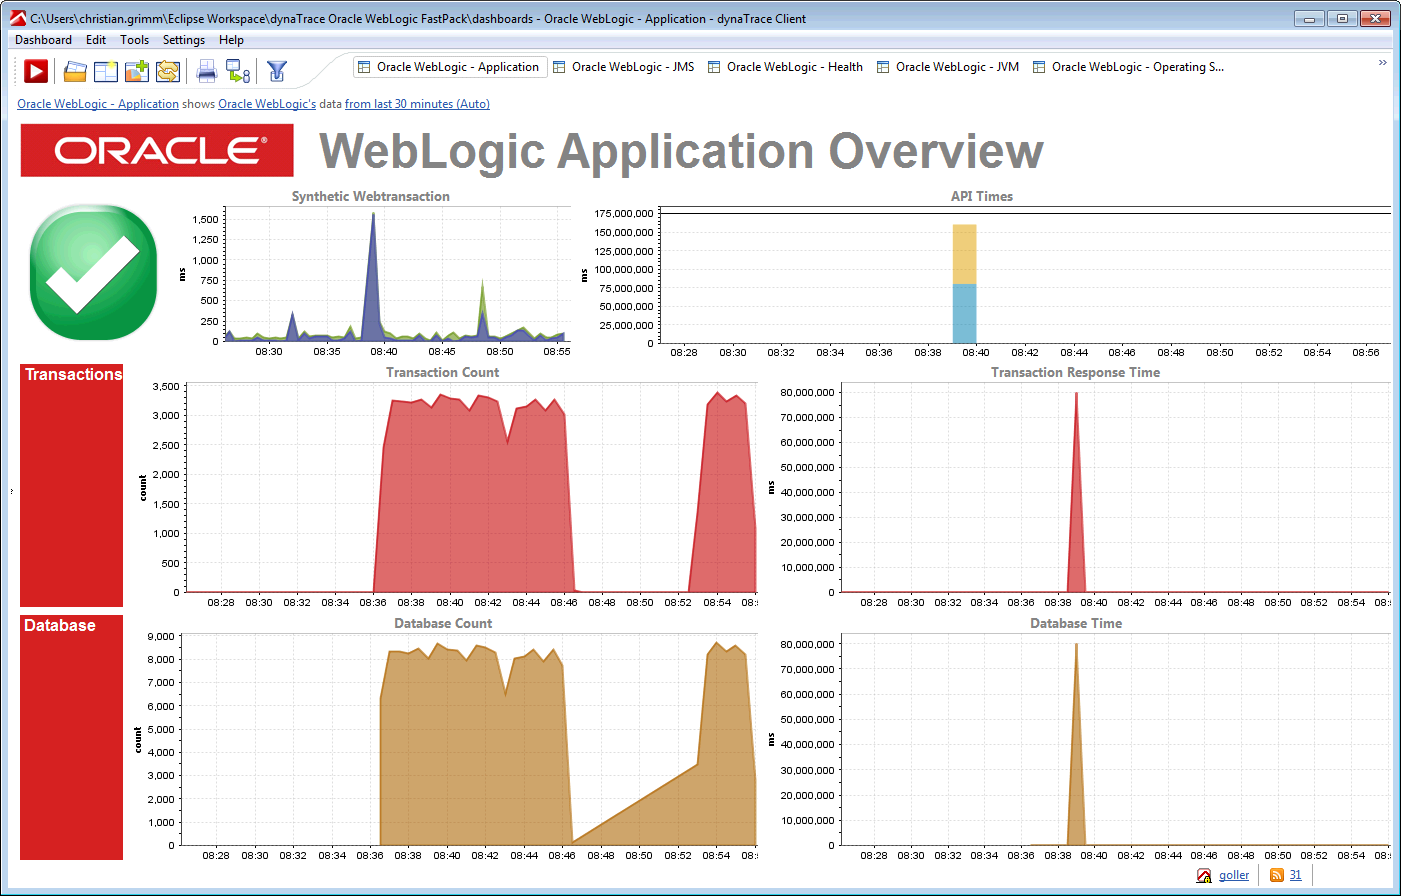 C:\Users\christian.grimm\Eclipse Workspace\dynaTrace Oracle WebLogic FastPack\dashboards - Oracle WebLogic - Application - dynaTrace Client
Dashboard Edit Tools Settings Help
Oracle WebLogic - Application Oracle WebLogic - JMS Oracle WebLogic - Health Oracle WebLogic - JVM Oracle WebLogic - Operating S... »
Oracle WebLogic - Application shows Oracle WebLogic's data from last 30 minutes (Auto)
ORACLE® WebLogic Application Overview
Synthetic Webtransaction
ms
1,500
1,250
1,000
750
500
250
0
08:30 08:35 08:40 08:45 08:50 08:55
API Times
ms
175,000,000
150,000,000
125,000,000
100,000,000
75,000,000
50,000,000
25,000,000
0
08:28 08:30 08:32 08:34 08:36 08:38 08:40 08:42 08:44 08:46 08:48 08:50 08:52 08:54 08:56
Transactions
Transaction Count
count
3,500
3,000
2,500
2,000
1,500
1,000
500
0
08:28 08:30 08:32 08:34 08:36 08:38 08:40 08:42 08:44 08:46 08:48 08:50 08:52 08:54
Transaction Response Time
ms
80,000,000
70,000,000
60,000,000
50,000,000
40,000,000
30,000,000
20,000,000
10,000,000
0
08:28 08:30 08:32 08:34 08:36 08:38 08:40 08:42 08:44 08:46 08:48 08:50 08:52 08:54
Database
Database Count
count
9,000
8,000
7,000
6,000
5,000
4,000
3,000
2,000
1,000
0
08:28 08:30 08:32 08:34 08:36 08:38 08:40 08:42 08:44 08:46 08:48 08:50 08:52 08:54
Database Time
ms
80,000,000
70,000,000
60,000,000
50,000,000
40,000,000
30,000,000
20,000,000
10,000,000
0
08:28 08:30 08:32 08:34 08:36 08:38 08:40 08:42 08:44 08:46 08:48 08:50 08:52 08:54
goller 31